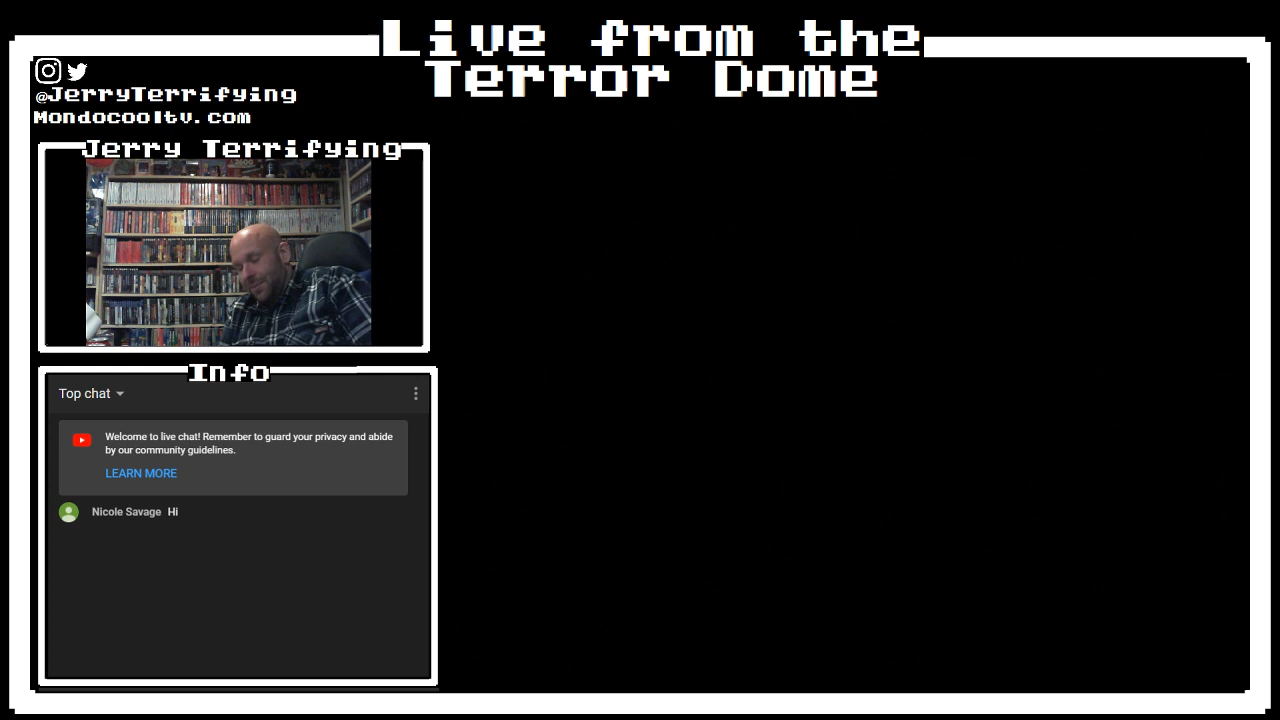 Live from the
Terror Dome
@JerryTerrifying
Mondocooltv.com
Jerry Terrifying
Info
Top chat
Welcome to live chat! Remember to guard your privacy and abide
by our community guidelines.
LEARN MORE
Nicole Savage Hi